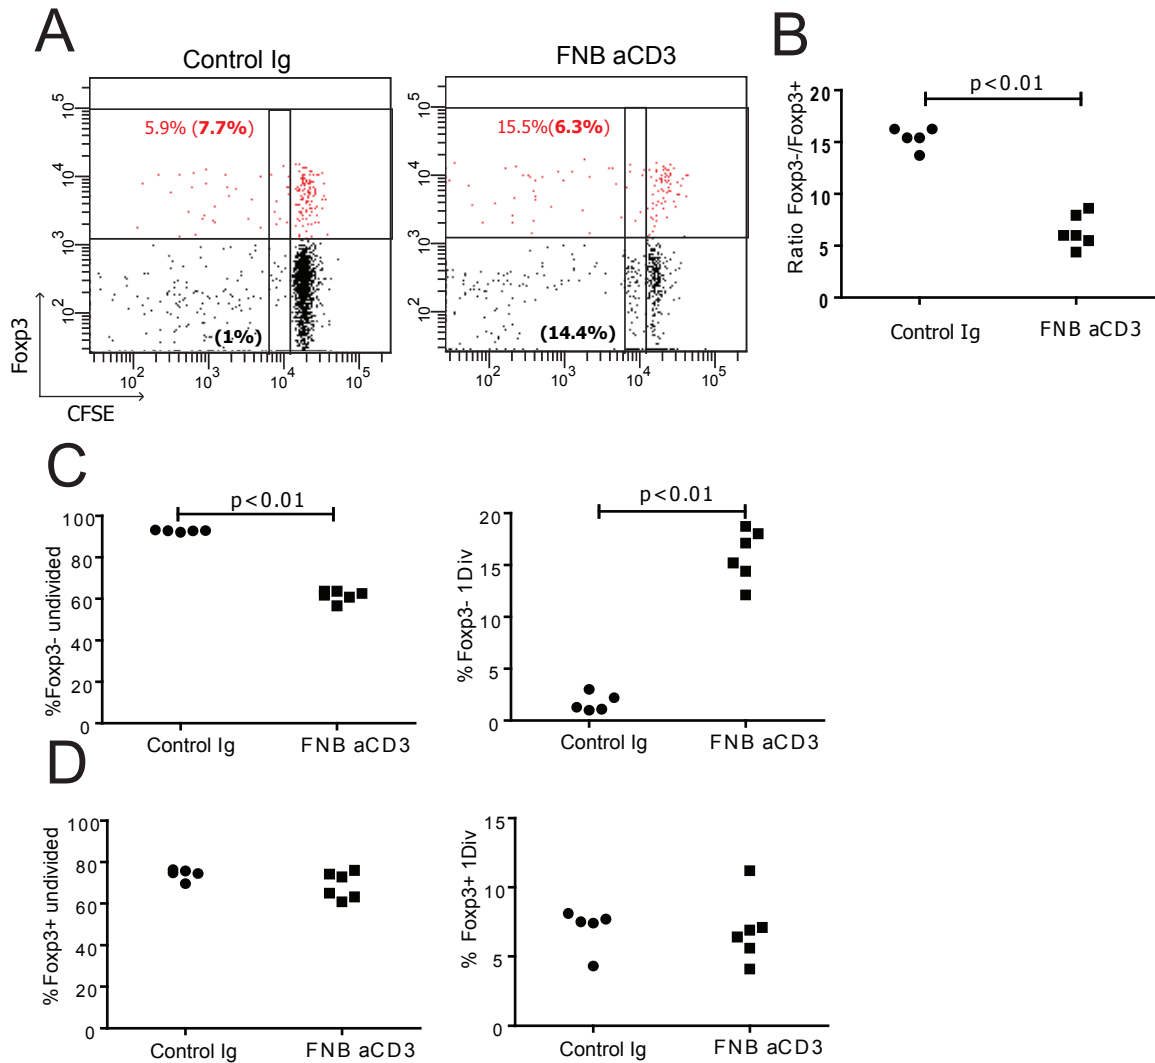 A
Control Ig
FNB aCD3
10^5
10^4
10^3
10^2
5.9% (7.7%)
(1%)
10^2 10^3 10^4 10^5
10^5
10^4
10^3
10^2
15.5%(6.3%)
(14.4%)
10^2 10^3 10^4 10^5
Foxp3
CFSE
B
p<0.01
Ratio Foxp3-/Foxp3+
20
15
10
5
0
Control Ig FNB aCD3
C
p<0.01
%Foxp3- undivided
100
80
60
40
20
0
Control Ig FNB aCD3
p<0.01
% Foxp3- 1Div
20
15
10
5
0
Control Ig FNB aCD3
D
%Foxp3+ undivided
100
80
60
40
20
0
Control Ig FNB aCD3
% Foxp3+ 1Div
15
10
5
0
Control Ig FNB aCD3